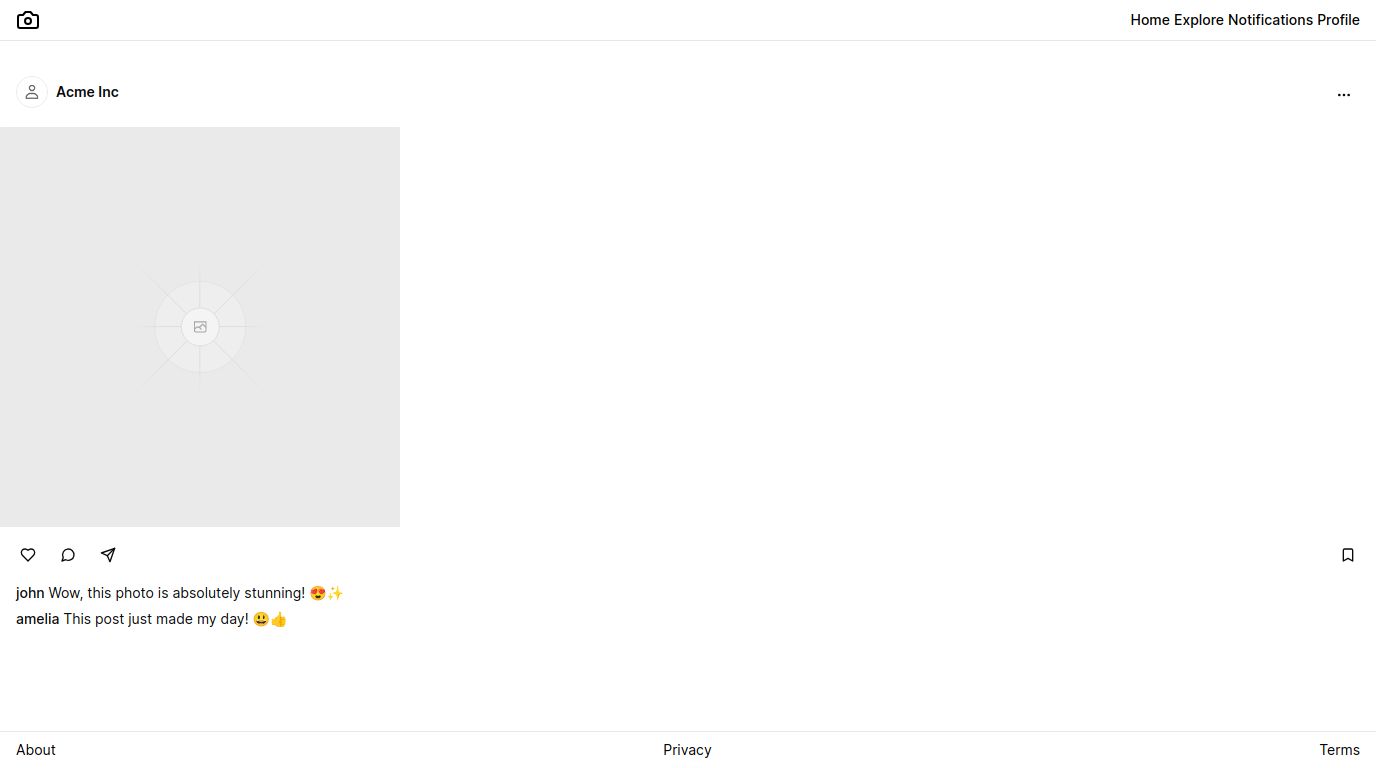 Home Explore Notifications Profile
Acme Inc
john Wow, this photo is absolutely stunning! 😍✨
amelia This post just made my day! 😃👍
About Privacy Terms